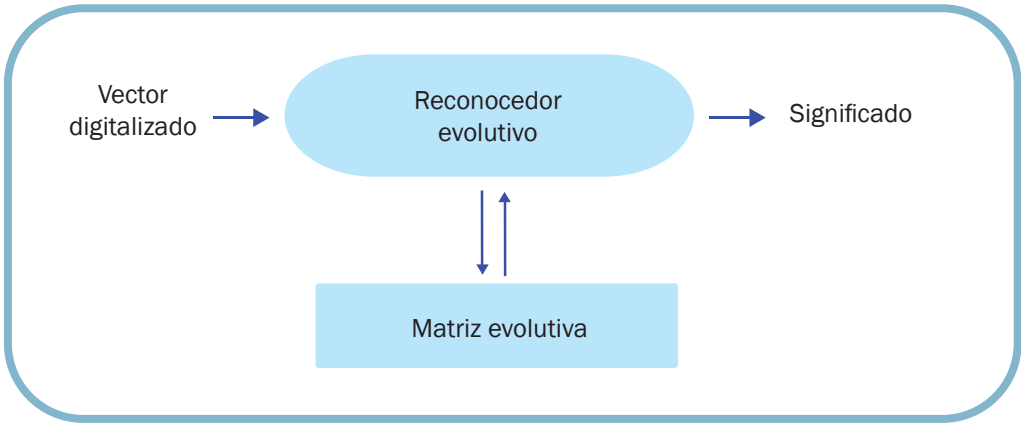 Vector
digitalizado
Reconocedor
evolutivo
Significado
Matriz evolutiva